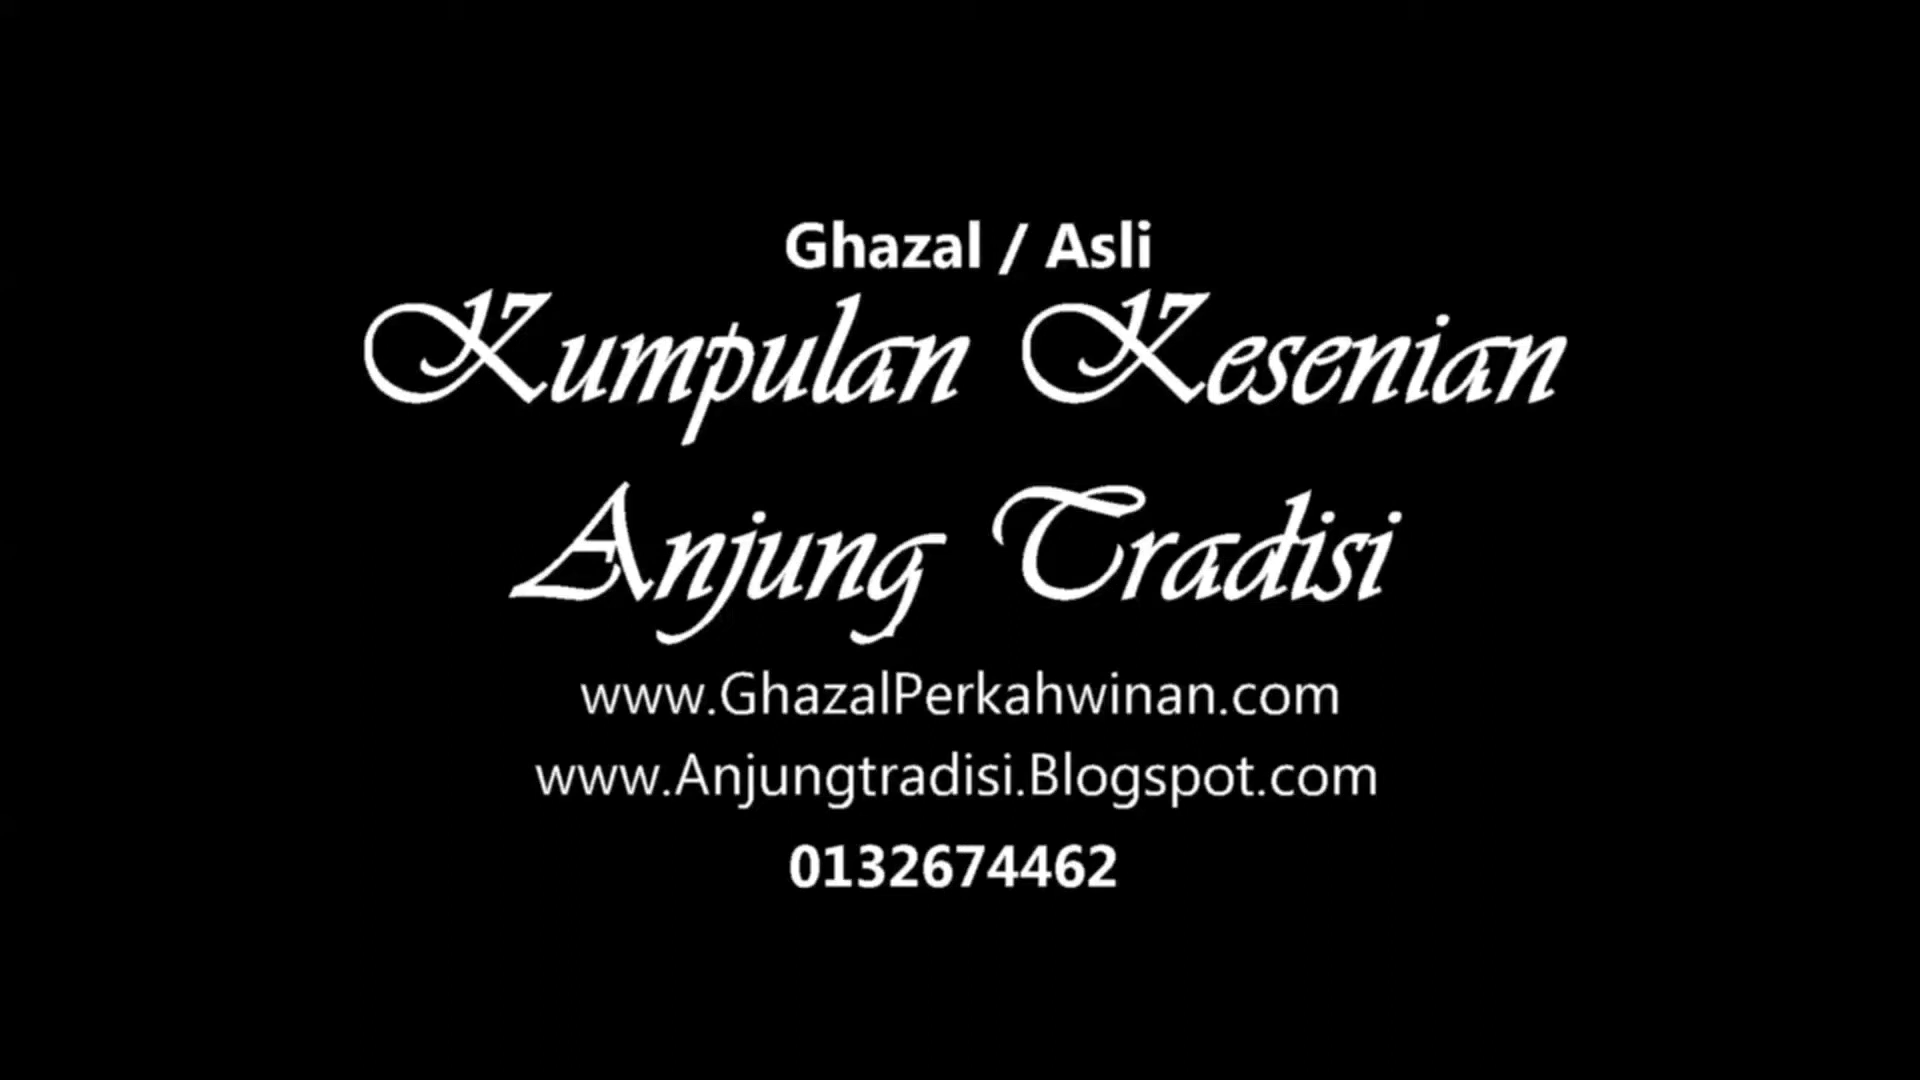 Ghazal / Asli
Kumpulan Kesenian
Anjung Tradisi
www.GhazalPerkahwinan.com
www.Anjungtradisi.Blogspot.com
0132674462